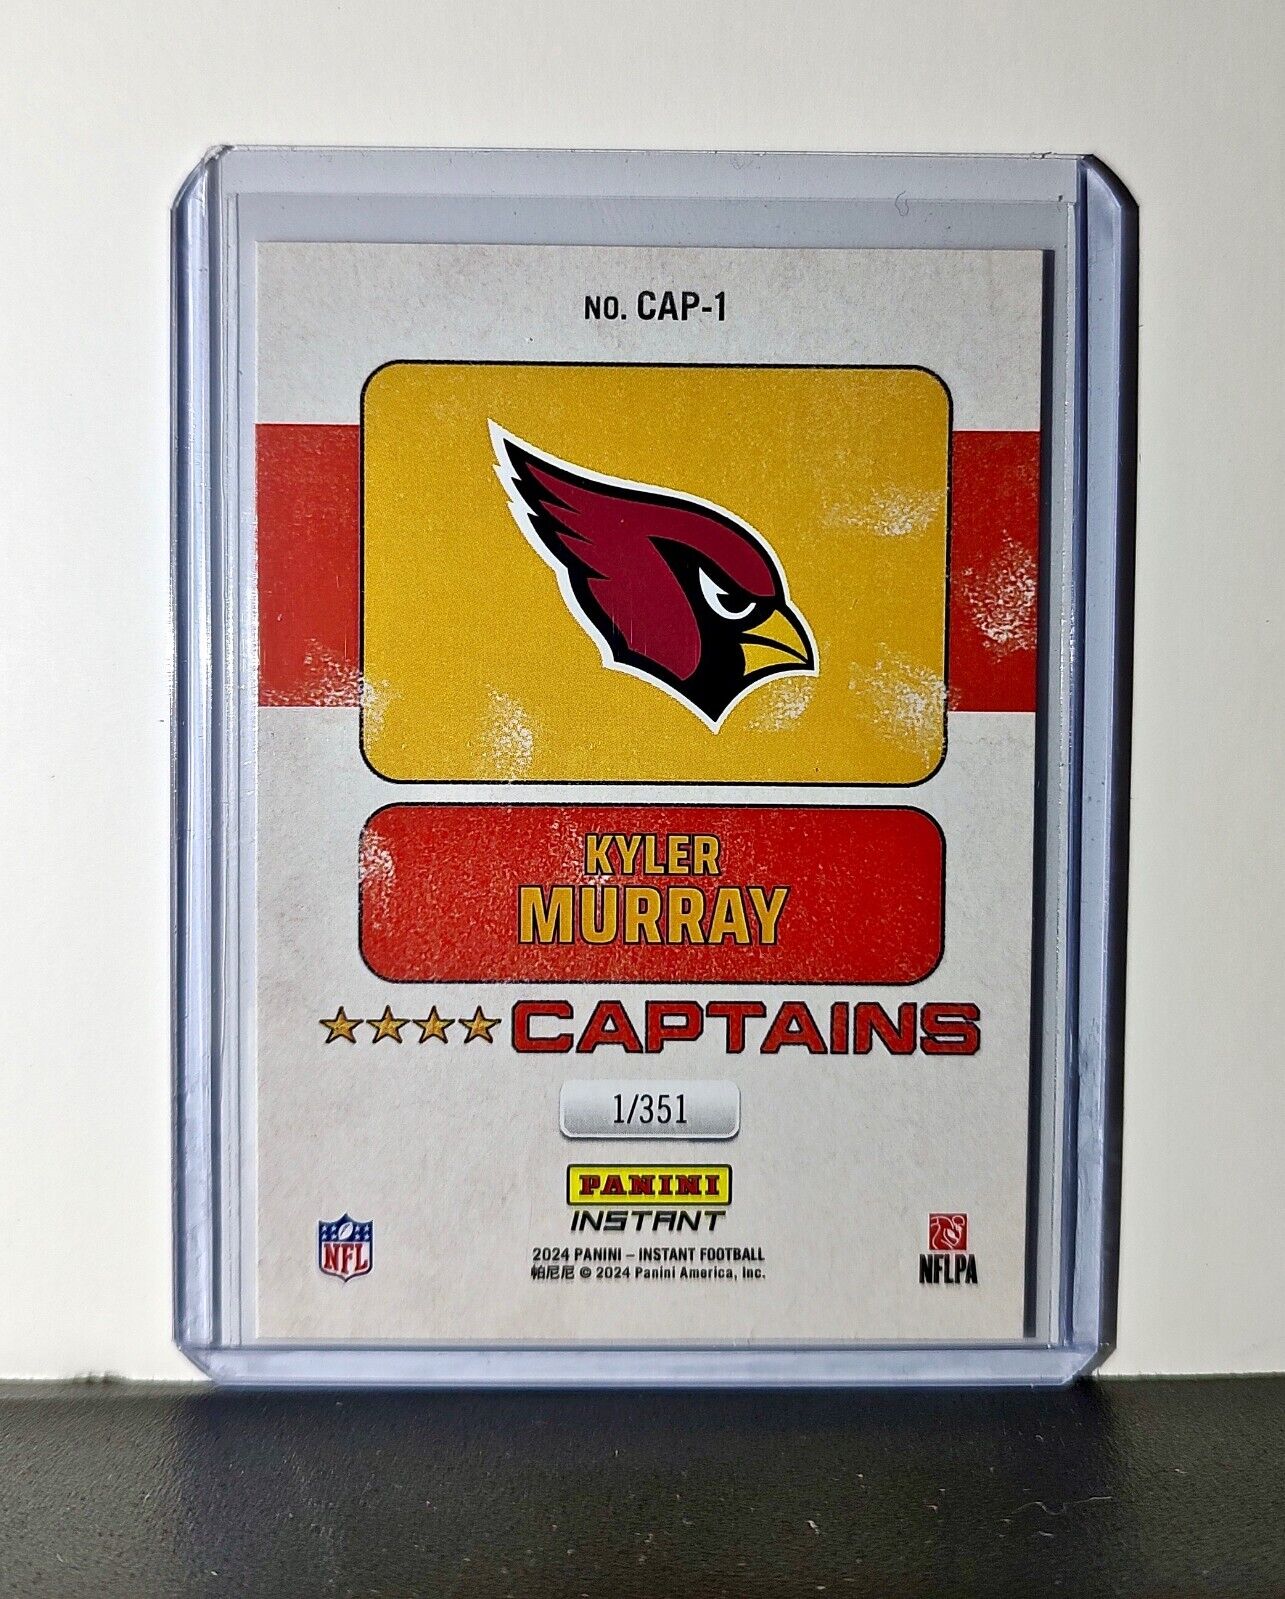 NO. CAP-1
KYLER
MURRAY
CAPTAINS
1/351
PANINI
INSTANT
2024 PANINI – INSTANT FOOTBALL
帕尼尼 © 2024 Panini America, Inc.
NFL
NFLPA